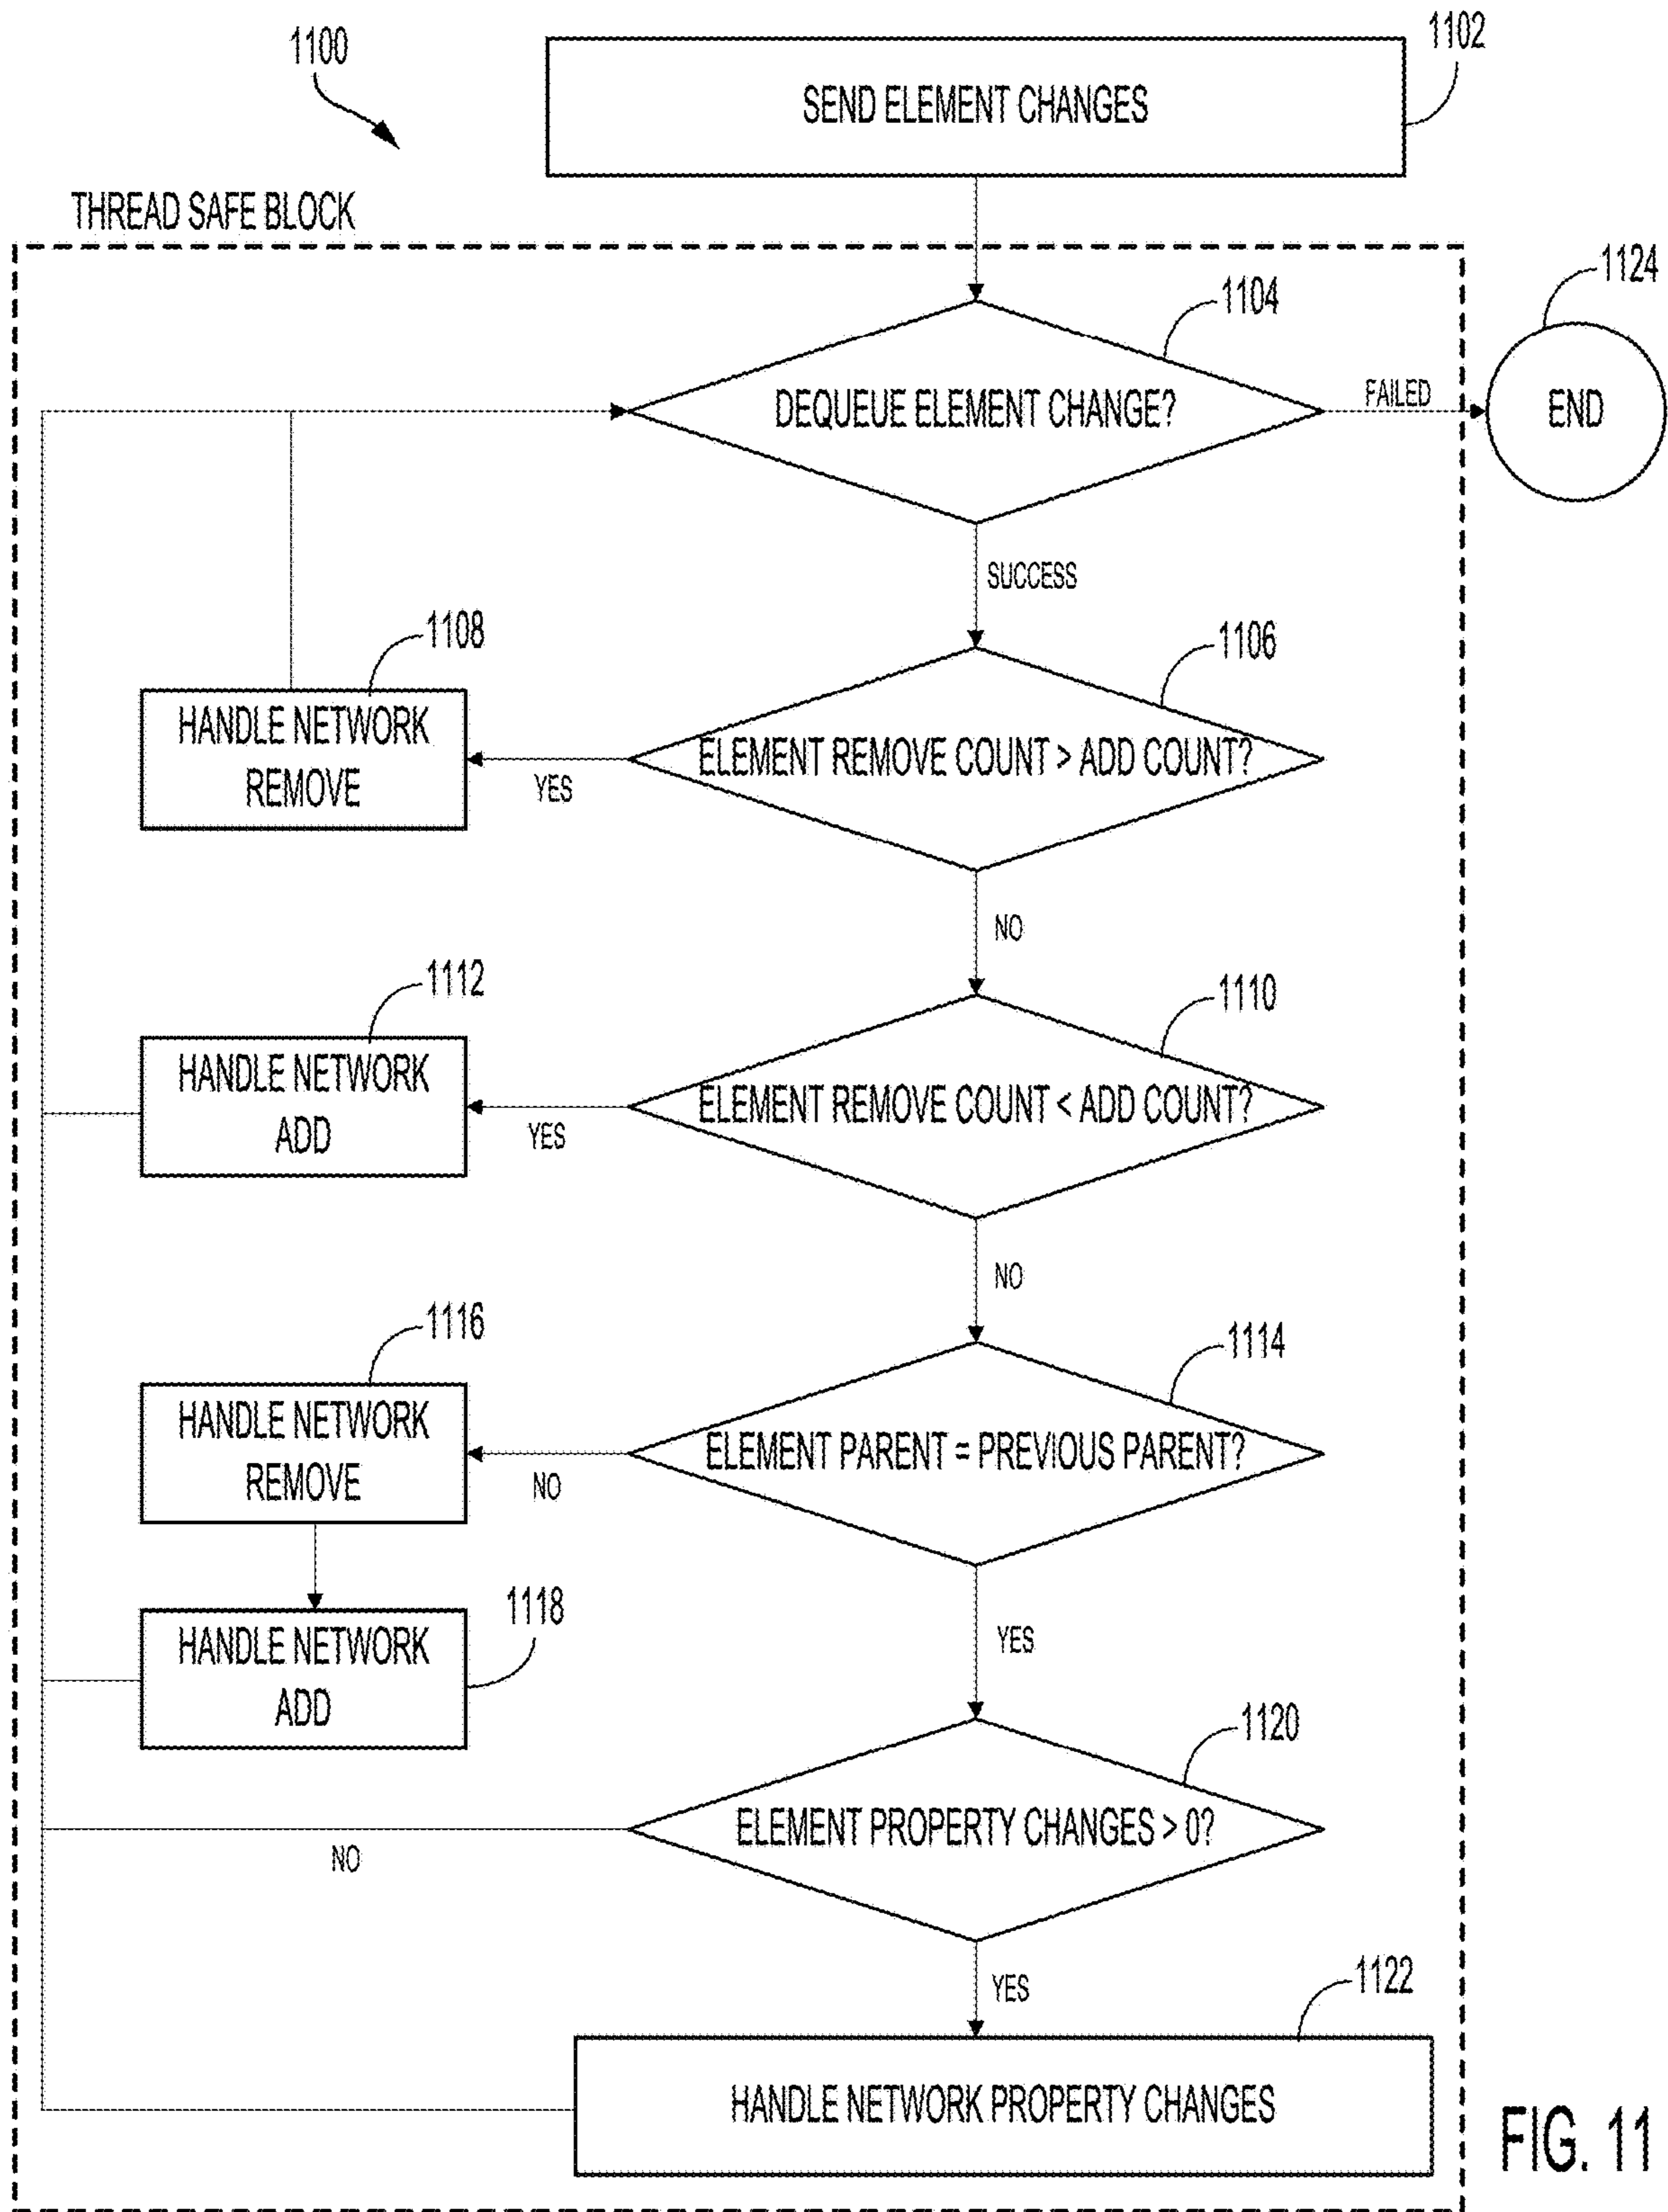 1100
1102
SEND ELEMENT CHANGES
THREAD SAFE BLOCK
1124
1104
DEQUEUE ELEMENT CHANGE?
FAILED
END
SUCCESS
1108
1106
HANDLE NETWORK
REMOVE
YES
ELEMENT REMOVE COUNT > ADD COUNT?
NO
1112
1110
HANDLE NETWORK
ADD
YES
ELEMENT REMOVE COUNT < ADD COUNT?
NO
1116
1114
HANDLE NETWORK
REMOVE
NO
ELEMENT PARENT = PREVIOUS PARENT?
1118
HANDLE NETWORK
ADD
YES
1120
ELEMENT PROPERTY CHANGES > 0?
NO
YES
1122
HANDLE NETWORK PROPERTY CHANGES
FIG. 11